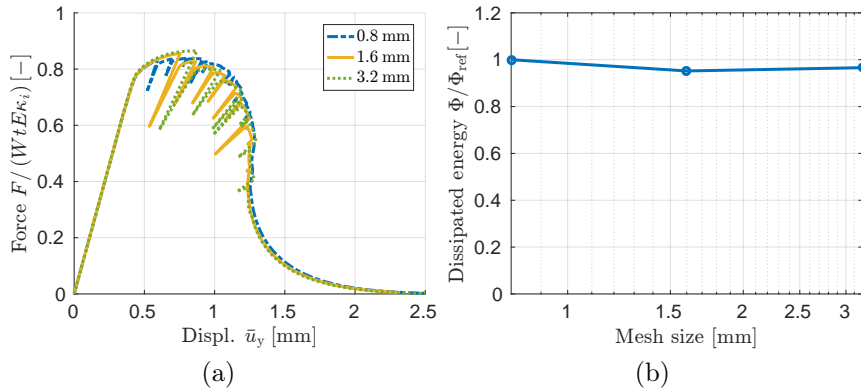 Force F/(WtEκᵢ) [−]
1
0.8
0.6
0.4
0.2
0
0 0.5 1 1.5 2 2.5
Displ. ūy [mm]
0.8 mm
1.6 mm
3.2 mm
(a)
Dissipated energy Φ/Φref [−]
1.2
1
0.8
0.6
0.4
0.2
0
1 1.5 2 2.5 3
Mesh size [mm]
(b)